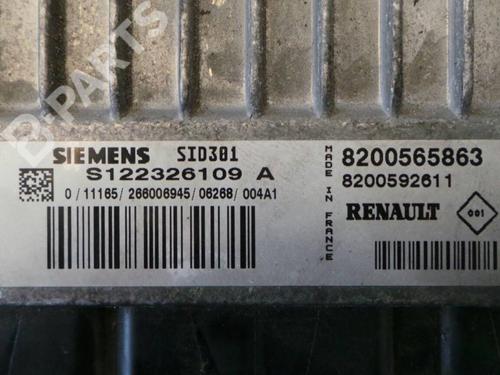 B-PARTS
SIEMENS SID301
S122326109 A
0 / 11165 / 266006945 / 06268 / 004A1
MADE IN FRANCE
8200565863
8200592611
RENAULT 001